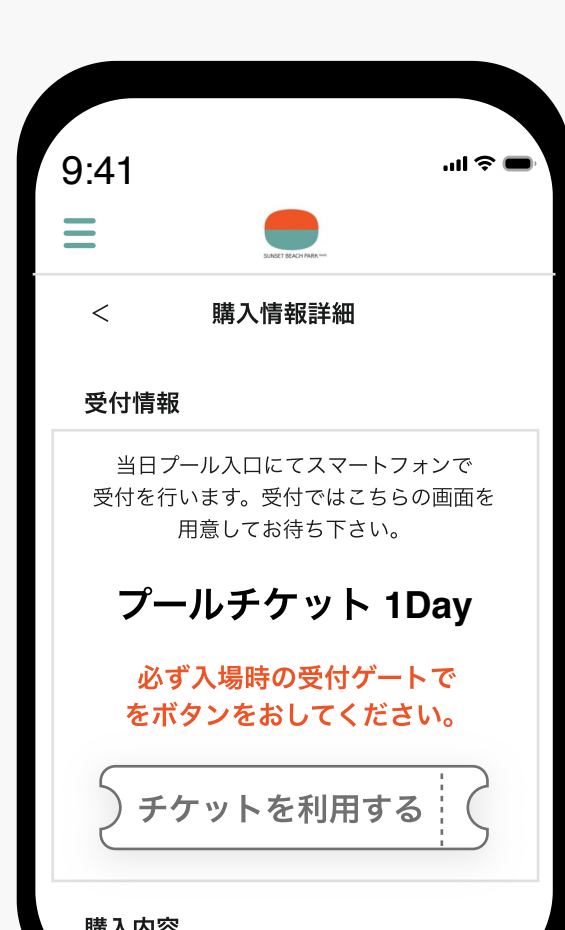 9:41
SUNSET BEACH PARK
<
購入情報詳細
受付情報
当日プール入口にてスマートフォンで
受付を行います。受付ではこちらの画面を
用意してお待ち下さい。
プールチケット 1Day
必ず入場時の受付ゲートで
をボタンをおしてください。
チケットを利用する
購入内容